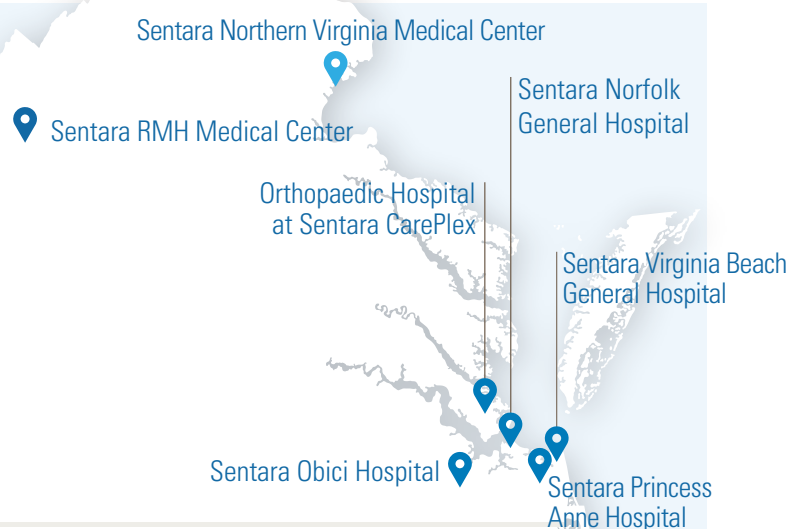 Sentara Northern Virginia Medical Center
Sentara Norfolk
General Hospital
Sentara RMH Medical Center
Orthopaedic Hospital
at Sentara CarePlex
Sentara Virginia Beach
General Hospital
Sentara Obici Hospital
Sentara Princess
Anne Hospital